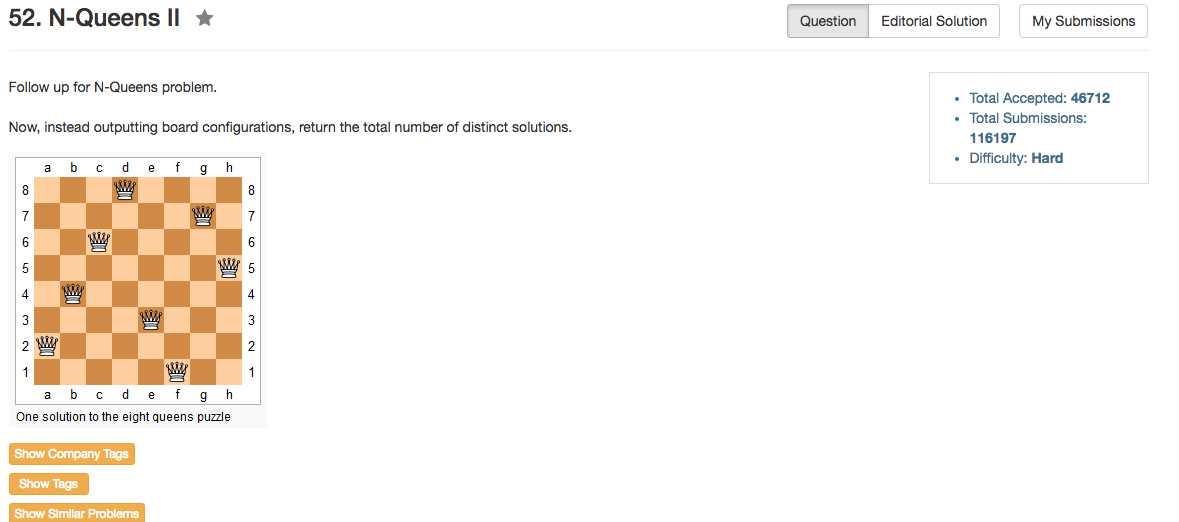 52. N-Queens II
Question
Editorial Solution
My Submissions
Follow up for N-Queens problem.
Now, instead outputting board configurations, return the total number of distinct solutions.
Total Accepted: 46712
Total Submissions:
116197
Difficulty: Hard
a b c d e f g h
8 8
7 7
6 6
5 5
4 4
3 3
2 2
1 1
a b c d e f g h
One solution to the eight queens puzzle
Show Company Tags
Show Tags
Show Similar Problems